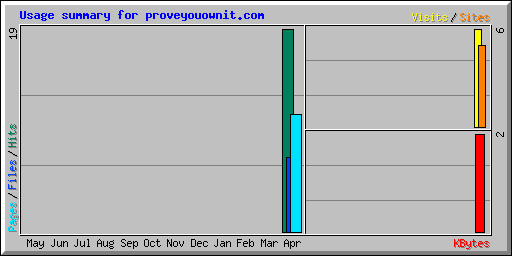 Usage summary for proveyouownit.com
Visits/Sites
19
6
Pages/Files/Hits
2
May Jun Jul Aug Sep Oct Nov Dec Jan Feb Mar Apr
KBytes